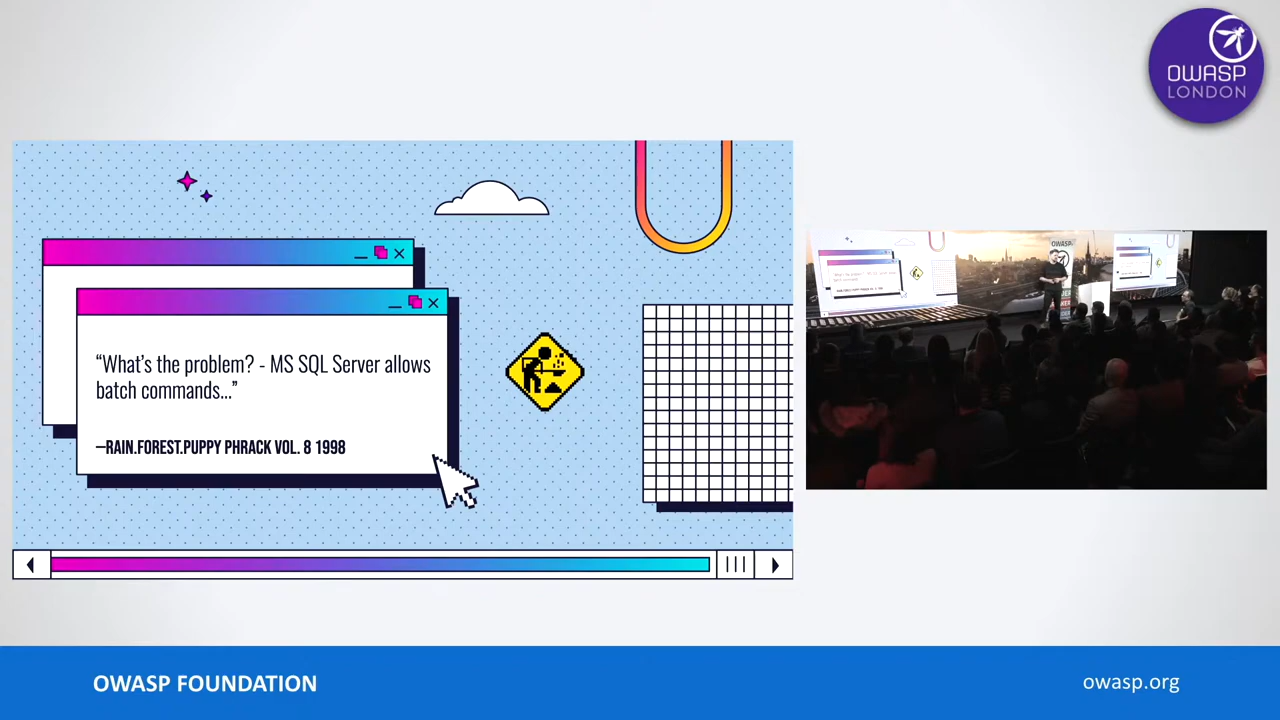 OWASP
LONDON
“What’s the problem? - MS SQL Server allows
batch commands...”
—RAIN.FOREST.PUPPY PHRACK VOL. 8 1998
OWASP FOUNDATION
owasp.org